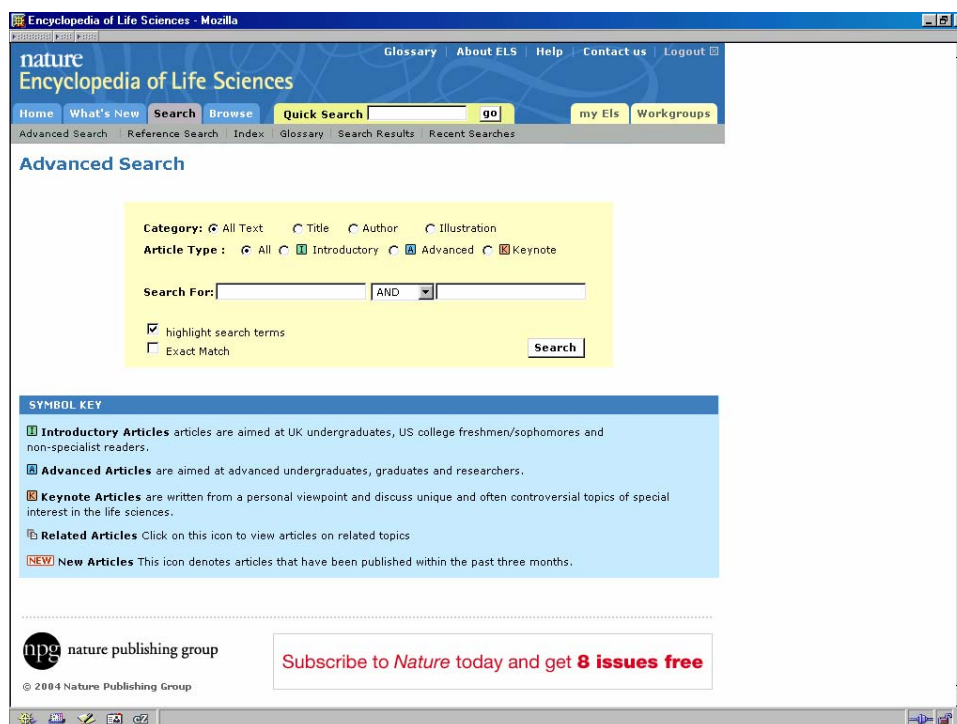 Encyclopedia of Life Sciences - Mozilla
Glossary | About ELS | Help | Contact us | Logout
nature
Encyclopedia of Life Sciences
Home What's New Search Browse Quick Search go my Els Workgroups
Advanced Search | Reference Search | Index | Glossary | Search Results | Recent Searches
Advanced Search
Category: All Text Title Author Illustration
Article Type : All I Introductory A Advanced K Keynote
Search For: AND
highlight search terms
Exact Match
Search
SYMBOL KEY
I Introductory Articles articles are aimed at UK undergraduates, US college freshmen/sophomores and
non-specialist readers.
A Advanced Articles are aimed at advanced undergraduates, graduates and researchers.
K Keynote Articles are written from a personal viewpoint and discuss unique and often controversial topics of special
interest in the life sciences.
Related Articles Click on this icon to view articles on related topics
NEW New Articles This icon denotes articles that have been published within the past three months.
npg nature publishing group
Subscribe to Nature today and get 8 issues free
© 2004 Nature Publishing Group